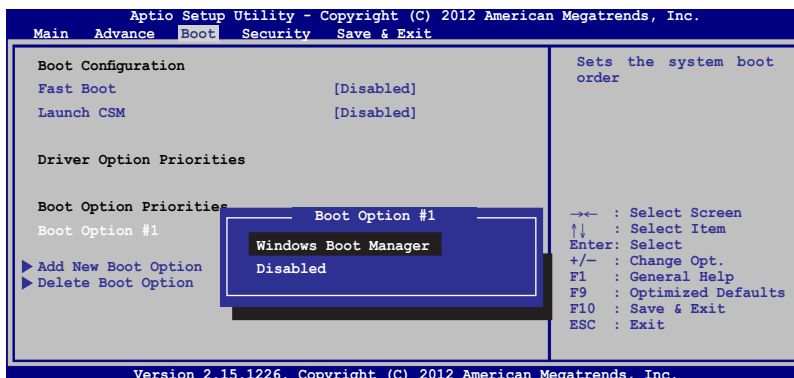 Aptio Setup Utility - Copyright (C) 2012 American Megatrends, Inc.
Main Advance Boot Security Save & Exit
Boot Configuration
Fast Boot [Disabled]
Launch CSM [Disabled]
Driver Option Priorities
Boot Option Priorities
Boot Option #1
Add New Boot Option
Delete Boot Option
Boot Option #1
Windows Boot Manager
Disabled
Sets the system boot
order
→← : Select Screen
↑↓ : Select Item
Enter: Select
+/— : Change Opt.
F1 : General Help
F9 : Optimized Defaults
F10 : Save & Exit
ESC : Exit
Version 2.15.1226. Copyright (C) 2012 American Megatrends, Inc.